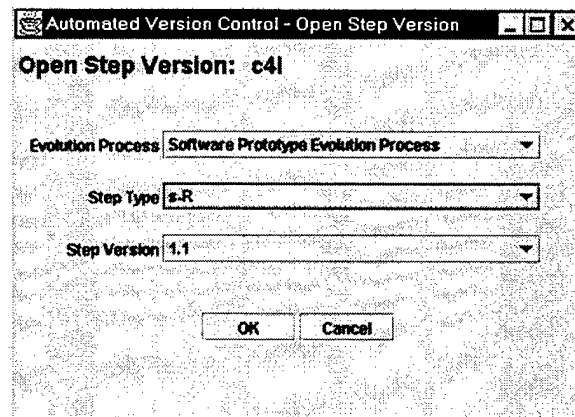 Automated Version Control - Open Step Version
Open Step Version: c4i
Evolution Process Software Prototype Evolution Process
Step Type s-R
Step Version 1.1
OK Cancel